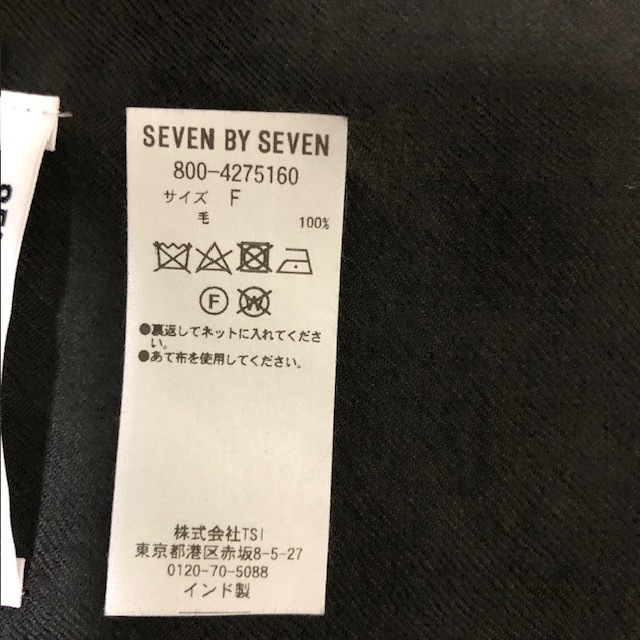 SEVEN BY SEVEN
800-4275160
サイズ F
毛 100%
F W
●裏返してネットに入れてくださ
い。
●あて布を使用してください。
株式会社TSI
東京都港区赤坂8-5-27
0120-70-5088
インド製